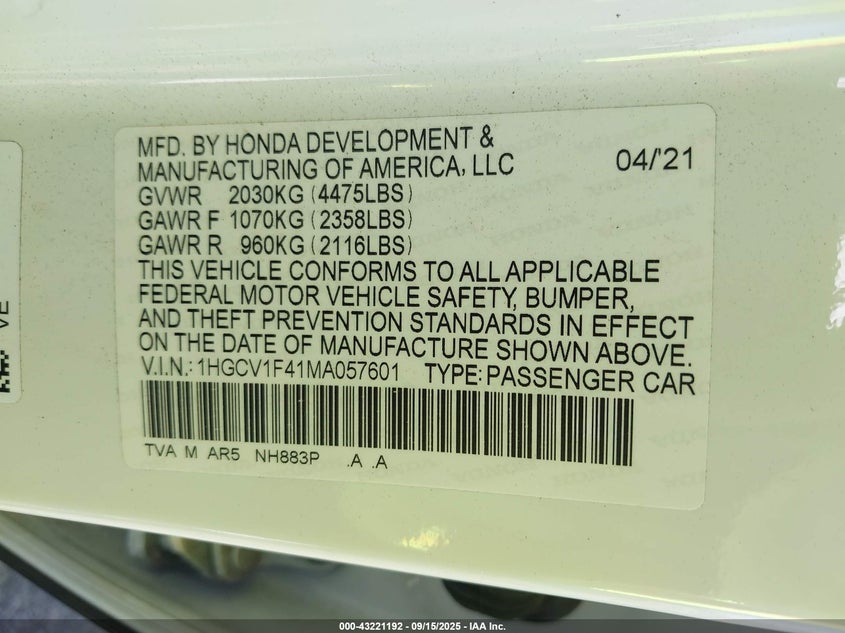 MFD. BY HONDA DEVELOPMENT &
MANUFACTURING OF AMERICA, LLC 04/'21
GVWR 2030KG (4475LBS)
GAWR F 1070KG (2358LBS)
GAWR R 960KG (2116LBS)
THIS VEHICLE CONFORMS TO ALL APPLICABLE
FEDERAL MOTOR VEHICLE SAFETY, BUMPER,
AND THEFT PREVENTION STANDARDS IN EFFECT
ON THE DATE OF MANUFACTURE SHOWN ABOVE.
V.I.N.: 1HGCV1F41MA057601 TYPE: PASSENGER CAR
TVA M AR5 NH883P .A .A
VE
000-43221192 - 09/15/2025 - IAA Inc.